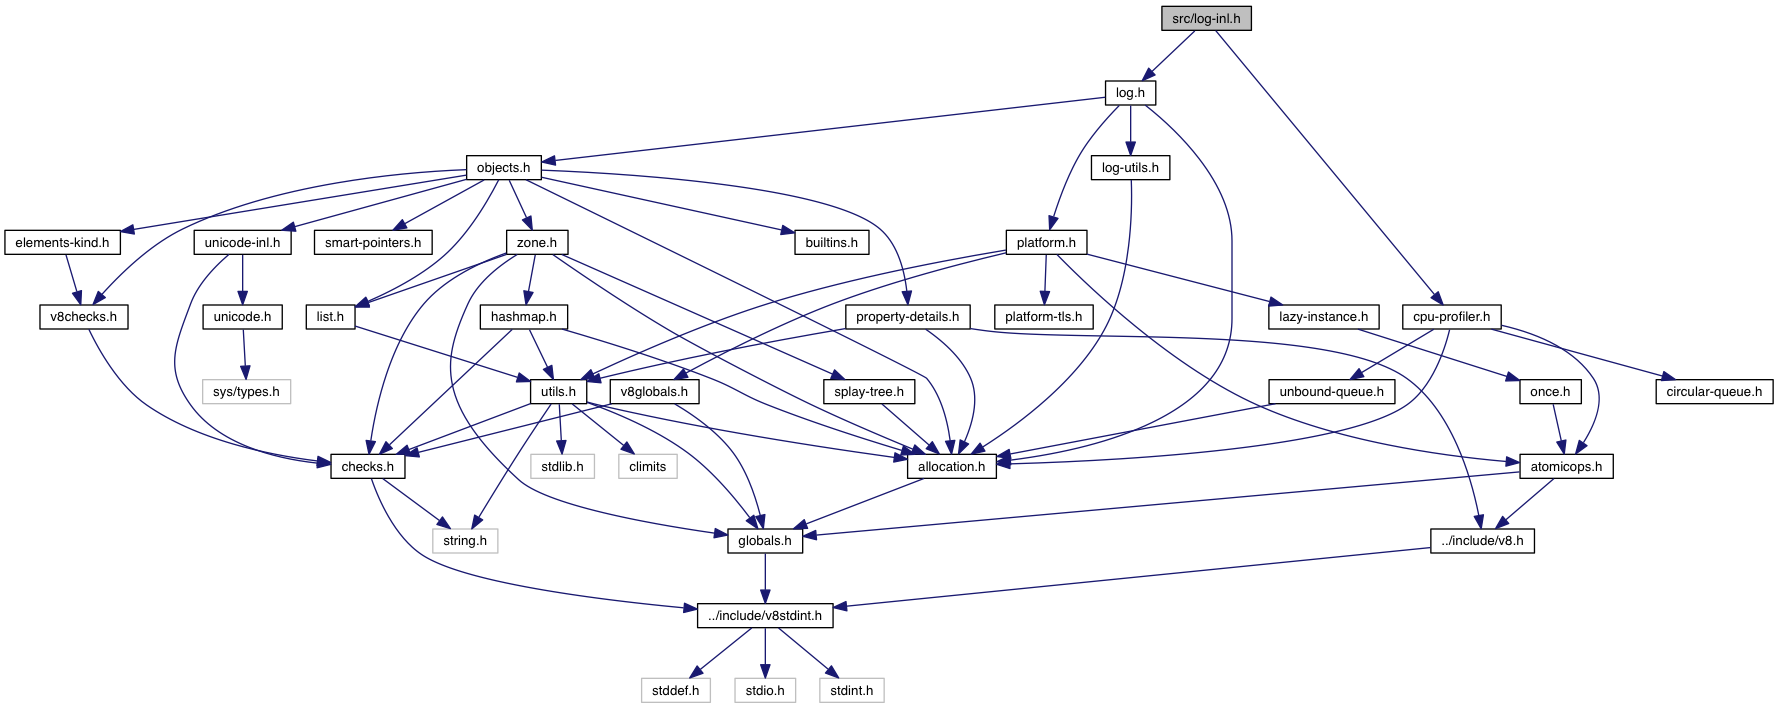 src/log-inl.h
log.h
objects.h
log-utils.h
elements-kind.h
unicode-inl.h
smart-pointers.h
zone.h
builtins.h
platform.h
v8checks.h
unicode.h
list.h
hashmap.h
property-details.h
platform-tls.h
lazy-instance.h
cpu-profiler.h
sys/types.h
utils.h
v8globals.h
splay-tree.h
unbound-queue.h
once.h
circular-queue.h
checks.h
stdlib.h
climits
allocation.h
atomicops.h
string.h
globals.h
../include/v8.h
../include/v8stdint.h
stddef.h
stdio.h
stdint.h